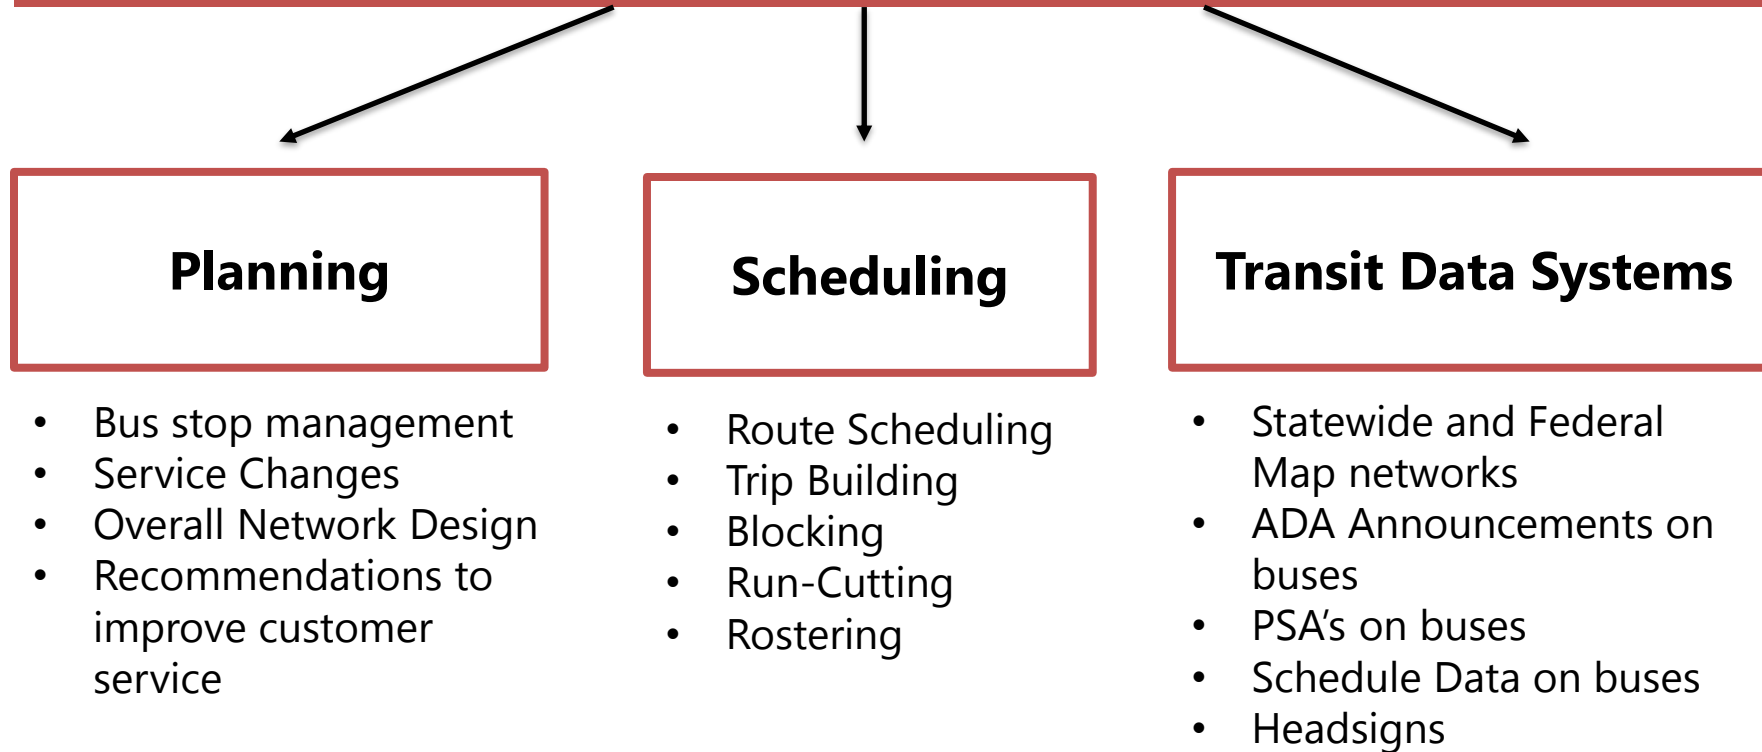 Planning
• Bus stop management
• Service Changes
• Overall Network Design
• Recommendations to
improve customer
service
Scheduling
• Route Scheduling
• Trip Building
• Blocking
• Run-Cutting
• Rostering
Transit Data Systems
• Statewide and Federal
Map networks
• ADA Announcements on
buses
• PSA’s on buses
• Schedule Data on buses
• Headsigns